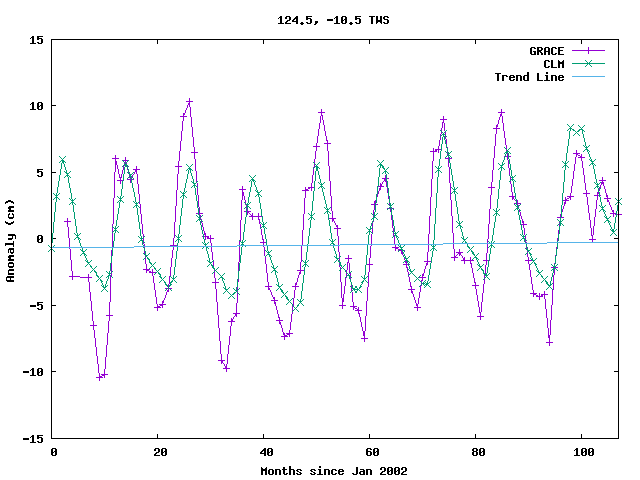 124.5, -10.5 TWS
GRACE
CLM
Trend Line
15
10
5
0
-5
-10
-15
Anomaly (cm)
0 20 40 60 80 100
Months since Jan 2002